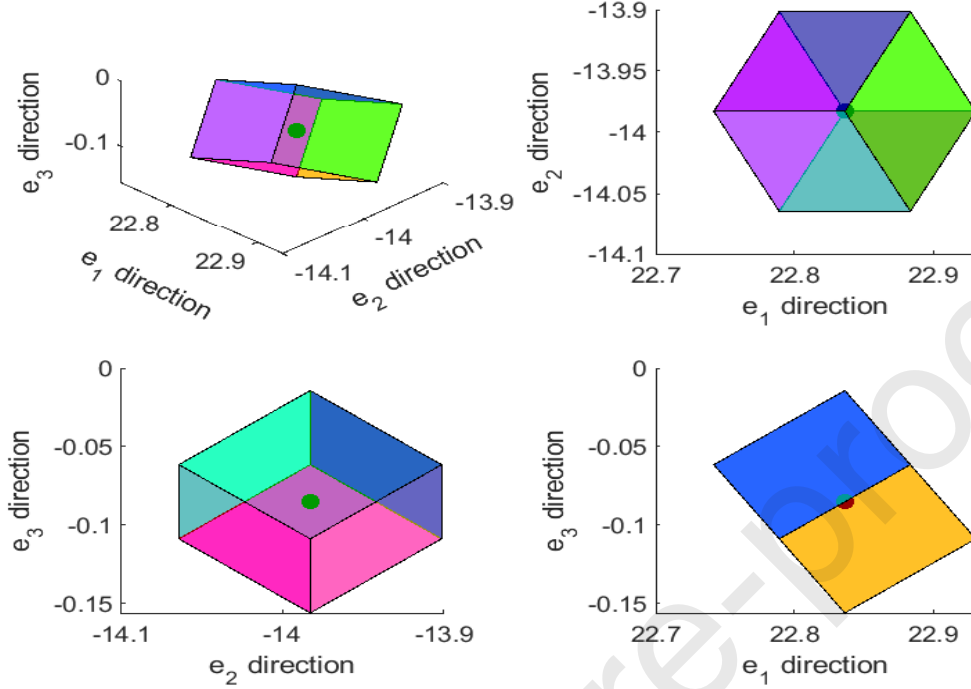 0
-0.1
e3 direction
22.8
22.9
e1 direction
-14.1
-14
-13.9
e2 direction
-13.9
-13.95
-14
-14.05
-14.1
e2 direction
22.7
22.8
22.9
e1 direction
0
-0.05
-0.1
-0.15
e3 direction
-14.1
-14
-13.9
e2 direction
0
-0.05
-0.1
-0.15
e3 direction
22.7
22.8
22.9
e1 direction
re-proo